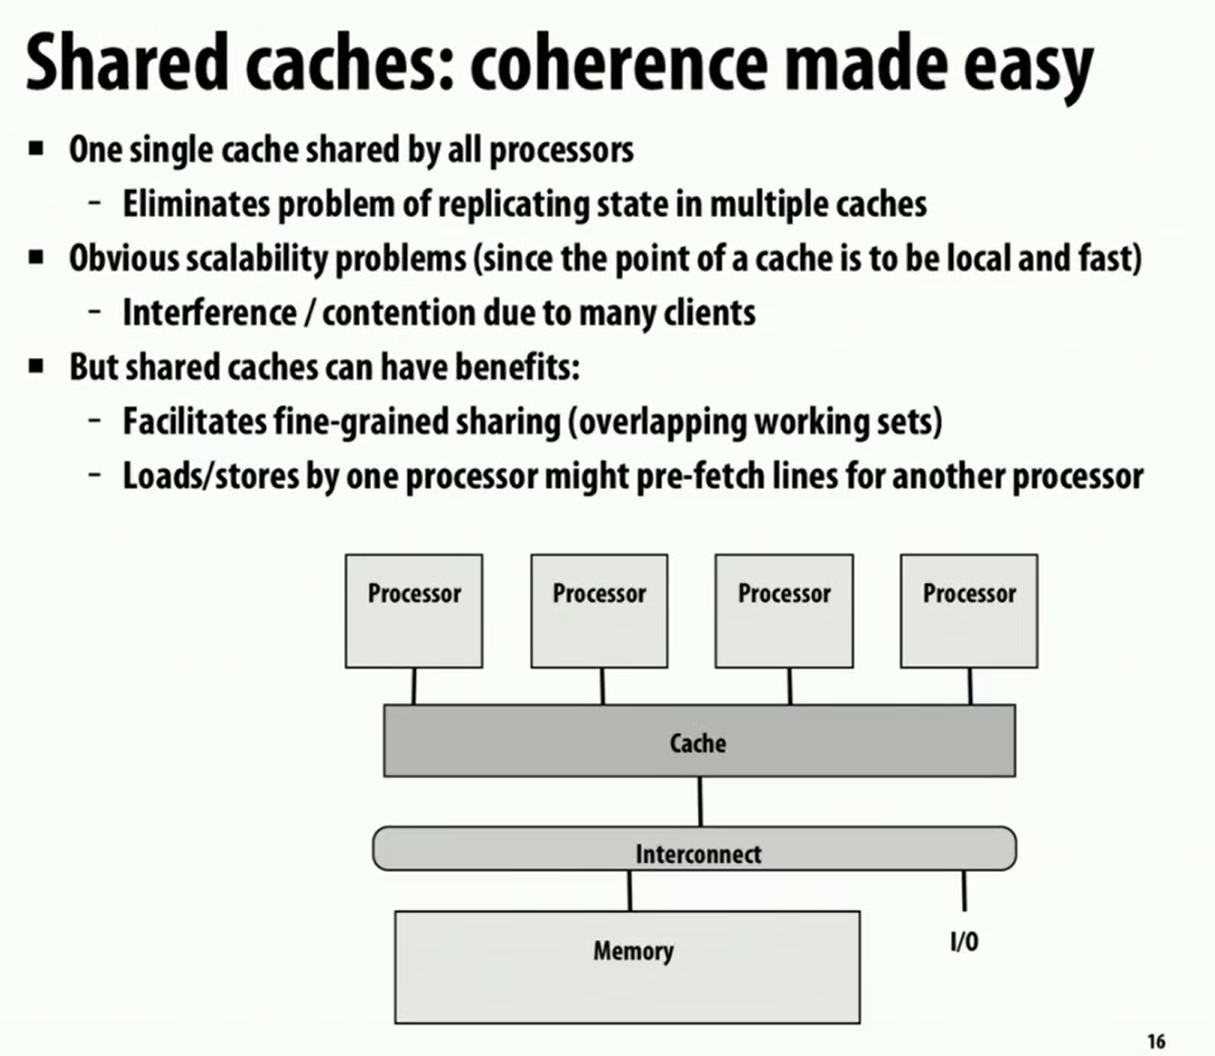 Shared caches: coherence made easy
▪ One single cache shared by all processors
- Eliminates problem of replicating state in multiple caches
▪ Obvious scalability problems (since the point of a cache is to be local and fast)
- Interference / contention due to many clients
▪ But shared caches can have benefits:
- Facilitates fine-grained sharing (overlapping working sets)
- Loads/stores by one processor might pre-fetch lines for another processor
Processor
Processor
Processor
Processor
Cache
Interconnect
Memory
I/O
16